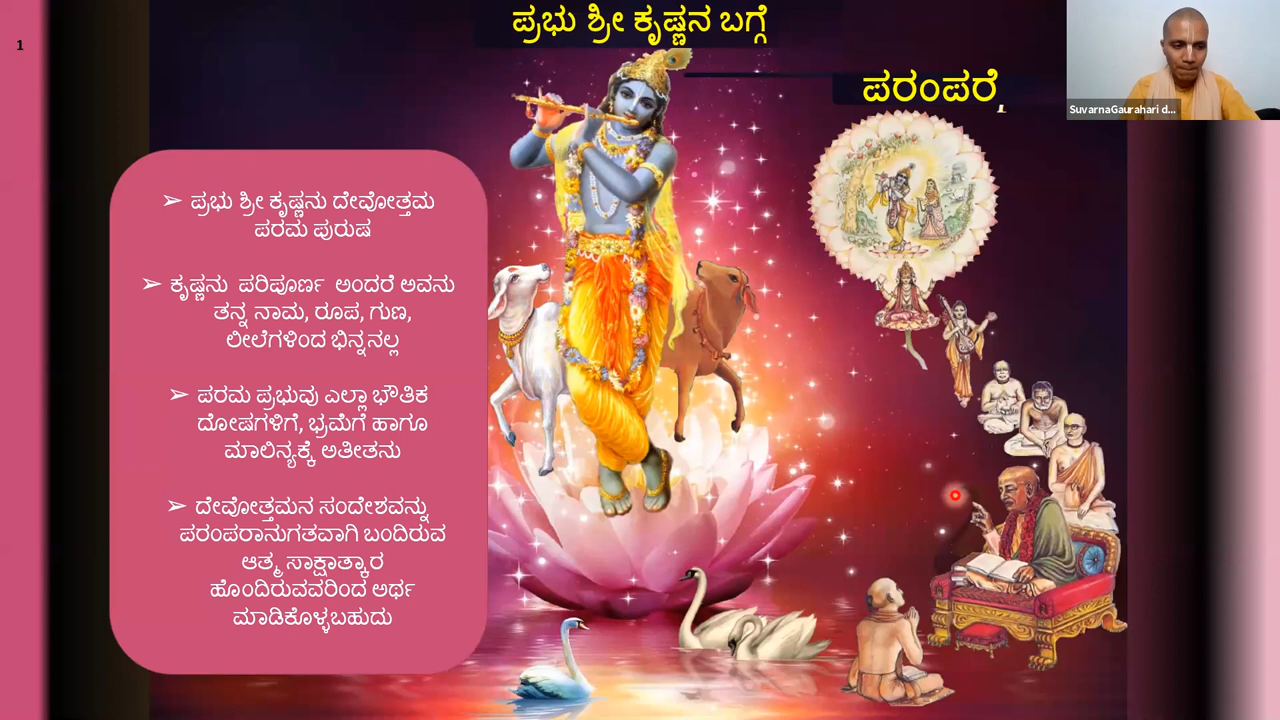 1
ಪ್ರಭು ಶ್ರೀ ಕೃಷ್ಣನ ಬಗ್ಗೆ
ಪರಂಪರೆ
SuvarnaGaurahari d...
➢ ಪ್ರಭು ಶ್ರೀ ಕೃಷ್ಣನು ದೇವೋತ್ತಮ
ಪರಮ ಪುರುಷ
➢ ಕೃಷ್ಣನು ಪರಿಪೂರ್ಣ ಅಂದರೆ ಅವನು
ತನ್ನ ನಾಮ, ರೂಪ, ಗುಣ,
ಲೀಲೆಗಳಿಂದ ಭಿನ್ನನಲ್ಲ
➢ ಪರಮ ಪ್ರಭುವು ಎಲ್ಲಾ ಭೌತಿಕ
ದೋಷಗಳಿಗೆ, ಭ್ರಮೆಗೆ ಹಾಗೂ
ಮಾಲಿನ್ಯಕ್ಕೆ ಅತೀತನು
➢ ದೇವೋತ್ತಮನ ಸಂದೇಶವನ್ನು
ಪರಂಪರಾನುಗತವಾಗಿ ಬಂದಿರುವ
ಆತ್ಮ ಸಾಕ್ಷಾತ್ಕಾರ
ಹೊಂದಿರುವವರಿಂದ ಅರ್ಥ
ಮಾಡಿಕೊಳ್ಳಬಹುದು